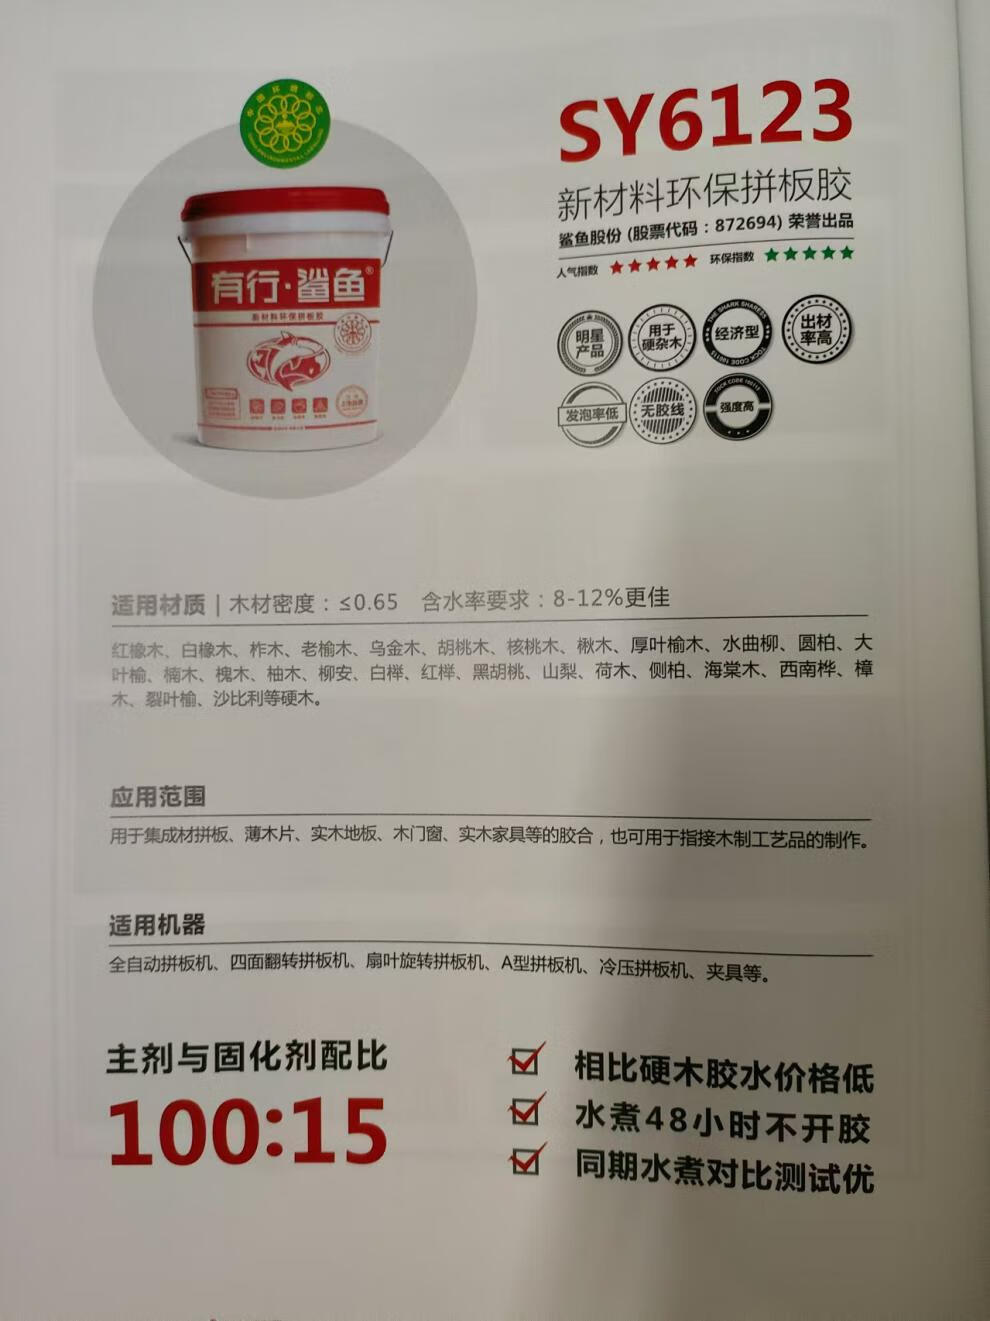 SY6123
新材料环保拼板胶
鲨鱼股份 (股票代码：872694) 荣誉出品
人气指数 ★★★★★ 环保指数 ★★★★★
有行·鲨鱼®
新材料环保拼板胶
明星
产品
用于
硬杂木
THE SHARK SHARES
经济型
出材
率高
发泡率低
无胶线
强度高
适用材质 | 木材密度：≤0.65 含水率要求：8-12%更佳
红橡木、白橡木、柞木、老榆木、乌金木、胡桃木、核桃木、楸木、厚叶榆木、水曲柳、圆柏、大
叶榆、楠木、槐木、柚木、柳安、白榉、红榉、黑胡桃、山梨、荷木、侧柏、海棠木、西南桦、樟
木、裂叶榆、沙比利等硬木。
应用范围
用于集成材拼板、薄木片、实木地板、木门窗、实木家具等的胶合，也可用于指接木制工艺品的制作。
适用机器
全自动拼板机、四面翻转拼板机、扇叶旋转拼板机、A型拼板机、冷压拼板机、夹具等。
主剂与固化剂配比
100:15
相比硬木胶水价格低
水煮48小时不开胶
同期水煮对比测试优